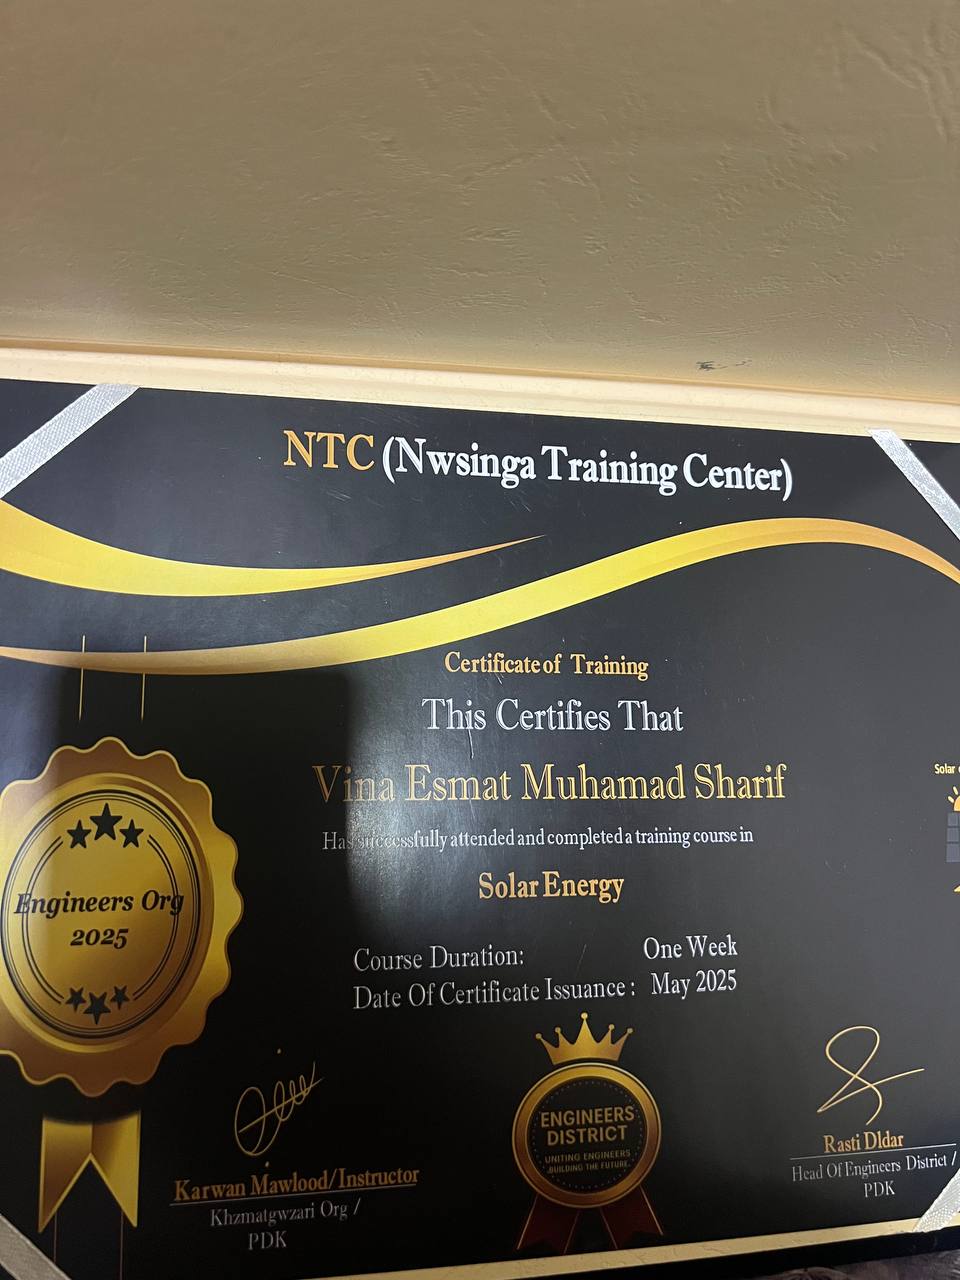 NTC (Nwsinga Training Center)
Certificate of Training
This Certifies That
Vina Esmat Muhamad Sharif
Has successfully attended and completed a training course in
Solar Energy
Course Duration: One Week
Date Of Certificate Issuance : May 2025
Engineers Org
2025
Solar
ENGINEERS
DISTRICT
UNITING ENGINEERS
BUILDING THE FUTURE
Karwan Mawlood/Instructor
Khzmatgwzari Org /
PDK
Rasti Dldar
Head Of Engineers District /
PDK